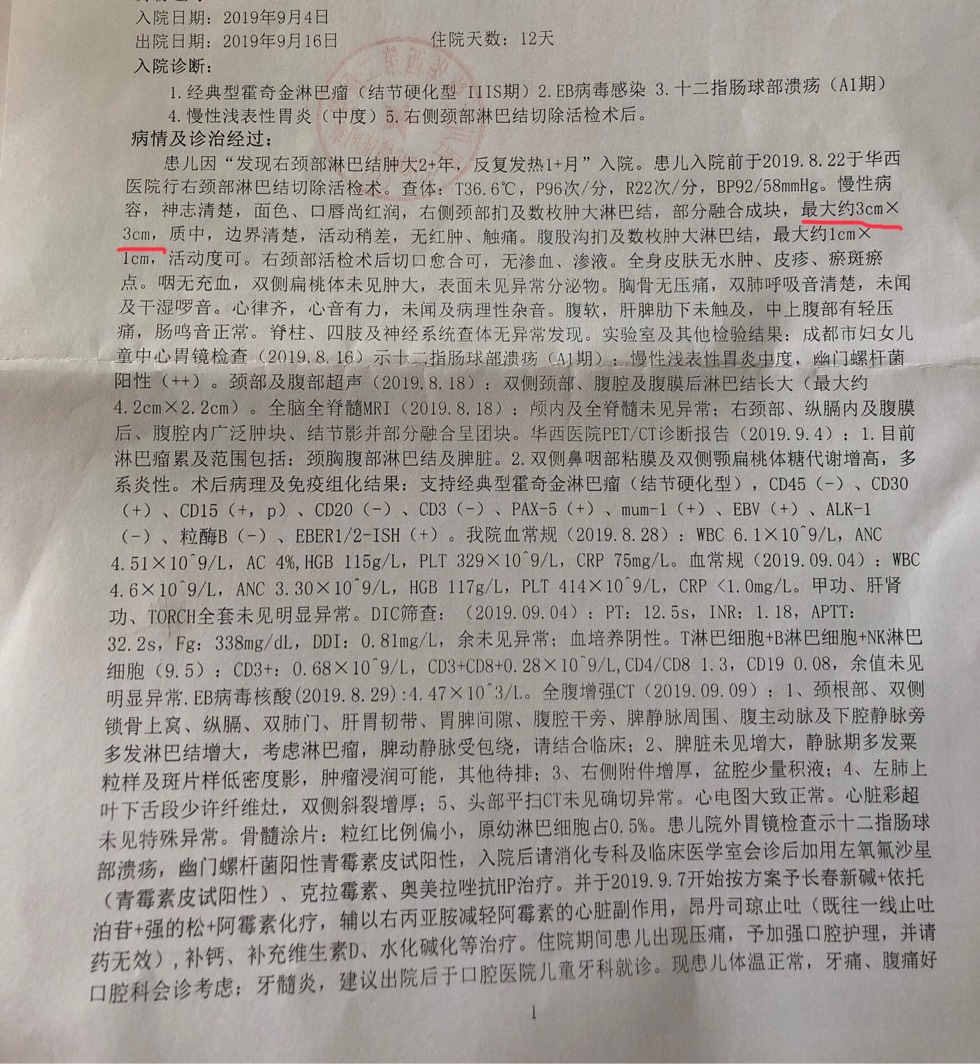 入院日期：2019年9月4日
出院日期：2019年9月16日 住院天数：12天
入院诊断：
1.经典型霍奇金淋巴瘤（结节硬化型 IIIS期）2.EB病毒感染 3.十二指肠球部溃疡（A1期）
4.慢性浅表性胃炎（中度）5.右侧颈部淋巴结切除活检术后。
病情及诊治经过：
患儿因“发现右颈部淋巴结肿大2+年，反复发热1+月”入院。患儿入院前于2019.8.22于华西
医院行右颈部淋巴结切除活检术。查体：T36.6℃，P96次/分，R22次/分，BP92/58mmHg。慢性病
容，神志清楚，面色、口唇尚红润，右侧颈部扪及数枚肿大淋巴结，部分融合成块，最大约3cm×
3cm，质中，边界清楚，活动稍差，无红肿、触痛。腹股沟扪及数枚肿大淋巴结，最大约1cm×
1cm，活动度可。右颈部活检术后切口愈合可，无渗血、渗液。全身皮肤无水肿、皮疹、瘀斑瘀
点。咽无充血，双侧扁桃体未见肿大，表面未见异常分泌物。胸骨无压痛，双肺呼吸音清楚，未闻
及干湿啰音。心律齐，心音有力，未闻及病理性杂音。腹软，肝脾肋下未触及，中上腹部有轻压
痛，肠鸣音正常。脊柱、四肢及神经系统查体无异常发现。实验室及其他检验结果：成都市妇女儿
童中心胃镜检查（2019.8.16）示十二指肠球部溃疡（A1期）；慢性浅表性胃炎中度，幽门螺杆菌
阳性（++）。颈部及腹部超声（2019.8.18）：双侧颈部、腹腔及腹膜后淋巴结长大（最大约
4.2cm×2.2cm）。全脑全脊髓MRI（2019.8.18）：颅内及全脊髓未见异常；右颈部、纵膈内及腹膜
后、腹腔内广泛肿块、结节影并部分融合呈团块。华西医院PET/CT诊断报告（2019.9.4）：1.目前
淋巴瘤累及范围包括：颈胸腹部淋巴结及脾脏。2.双侧鼻咽部粘膜及双侧颚扁桃体糖代谢增高，多
系炎性。术后病理及免疫组化结果：支持经典型霍奇金淋巴瘤（结节硬化型），CD45（-）、CD30
（+）、CD15（+，p）、CD20（-）、CD3（-）、PAX-5（+）、mum-1（+）、EBV（+）、ALK-1
（-）、粒酶B（-）、EBER1/2-ISH（+）。我院血常规（2019.8.28）：WBC 6.1×10^9/L，ANC
4.51×10^9/L，AC 4%,HGB 115g/L，PLT 329×10^9/L，CRP 75mg/L。血常规（2019.09.04）：WBC
4.6×10^9/L，ANC 3.30×10^9/L，HGB 117g/L，PLT 414×10^9/L，CRP <1.0mg/L。甲功、肝肾
功、TORCH全套未见明显异常。DIC筛查：（2019.09.04）：PT：12.5s，INR：1.18，APTT：
32.2s，Fg：338mg/dL，DDI：0.81mg/L，余未见异常；血培养阴性。T淋巴细胞+B淋巴细胞+NK淋巴
细胞（9.5）：CD3+：0.68×10^9/L，CD3+CD8+0.28×10^9/L,CD4/CD8 1.3，CD19 0.08，余值未见
明显异常.EB病毒核酸(2019.8.29):4.47×10^3/L。全腹增强CT（2019.09.09）：1、颈根部、双侧
锁骨上窝、纵膈、双肺门、肝胃韧带、胃脾间隙、腹腔干旁、脾静脉周围、腹主动脉及下腔静脉旁
多发淋巴结增大，考虑淋巴瘤，脾动静脉受包绕，请结合临床；2、脾脏未见增大，静脉期多发粟
粒样及斑片样低密度影，肿瘤浸润可能，其他待排；3、右侧附件增厚，盆腔少量积液；4、左肺上
叶下舌段少许纤维灶，双侧斜裂增厚；5、头部平扫CT未见确切异常。心电图大致正常。心脏彩超
未见特殊异常。骨髓涂片：粒红比例偏小，原幼淋巴细胞占0.5%。患儿院外胃镜检查示十二指肠球
部溃疡，幽门螺杆菌阳性青霉素皮试阳性，入院后请消化专科及临床医学室会诊后加用左氧氟沙星
（青霉素皮试阳性）、克拉霉素、奥美拉唑抗HP治疗。并于2019.9.7开始按方案予长春新碱+依托
泊苷+强的松+阿霉素化疗，辅以右丙亚胺减轻阿霉素的心脏副作用，昂丹司琼止吐（既往一线止吐
药无效）,补钙、补充维生素D、水化碱化等治疗。住院期间患儿出现压痛，予加强口腔护理，并请
口腔科会诊考虑：牙髓炎，建议出院后于口腔医院儿童牙科就诊。现患儿体温正常，牙痛、腹痛好
1